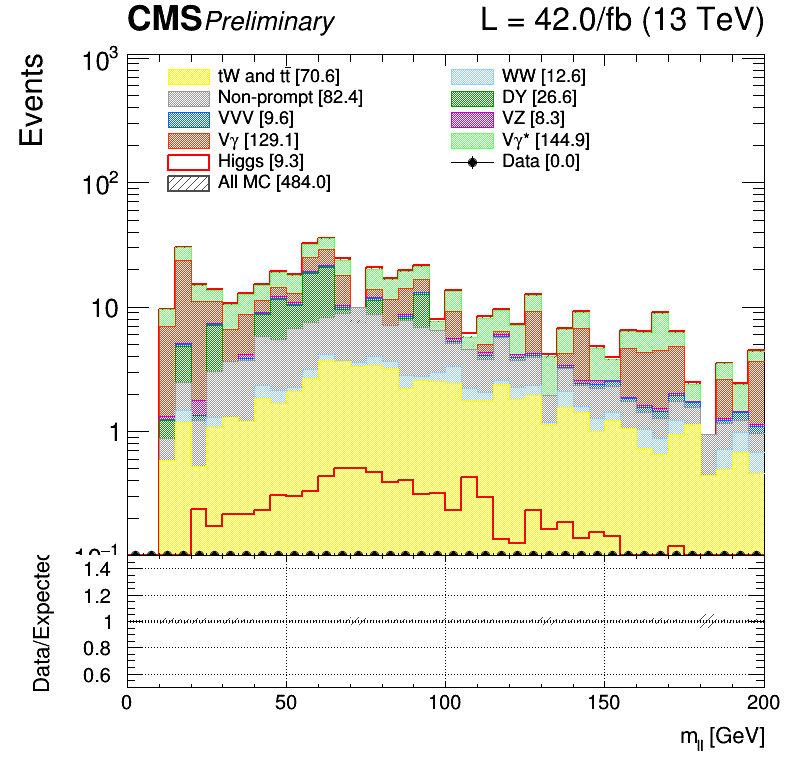 CMS Preliminary L = 42.0/fb (13 TeV)
Events
10³
10²
10
1
10⁻¹
tW and tt̄ [70.6] WW [12.6]
Non-prompt [82.4] DY [26.6]
VVV [9.6] VZ [8.3]
Vγ [129.1] Vγ* [144.9]
Higgs [9.3] Data [0.0]
All MC [484.0]
Data/Expected
1.4
1.2
1
0.8
0.6
0 50 100 150 200
m_ll [GeV]